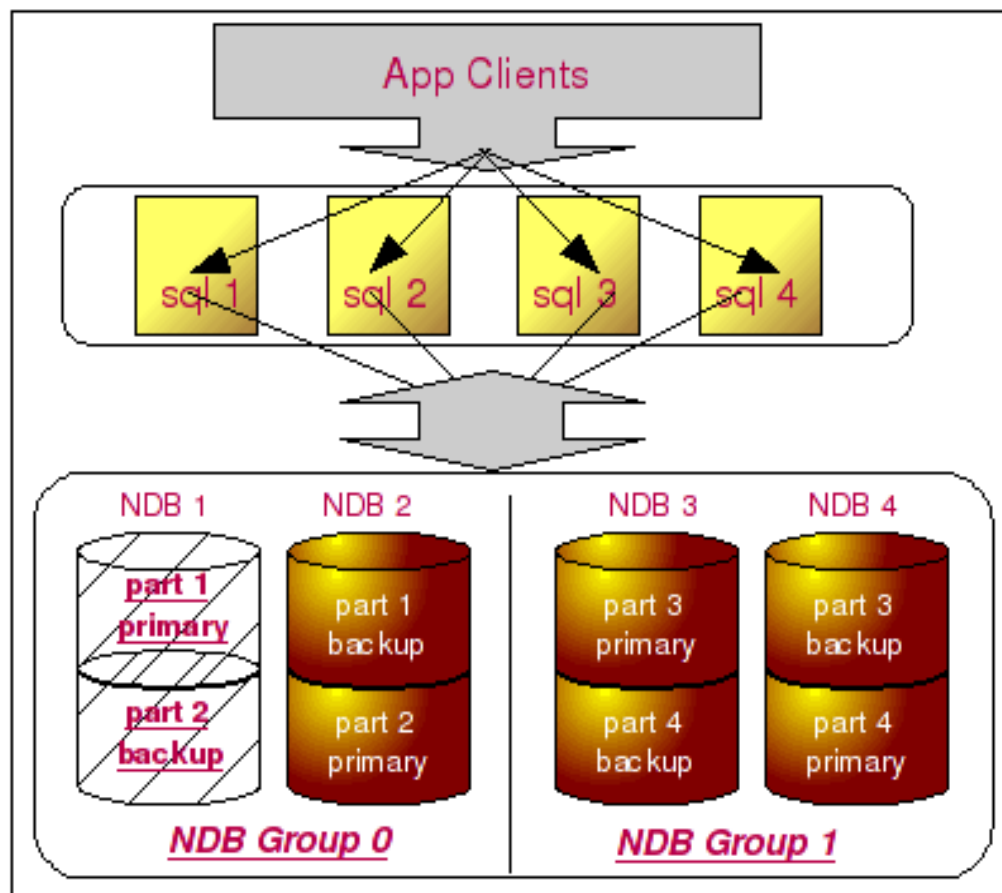 App Clients
sql 1
sql 2
sql 3
sql 4
NDB 1
NDB 2
NDB 3
NDB 4
part 1
primary
part 2
backup
part 1
backup
part 2
primary
part 3
primary
part 4
backup
part 3
backup
part 4
primary
NDB Group 0
NDB Group 1